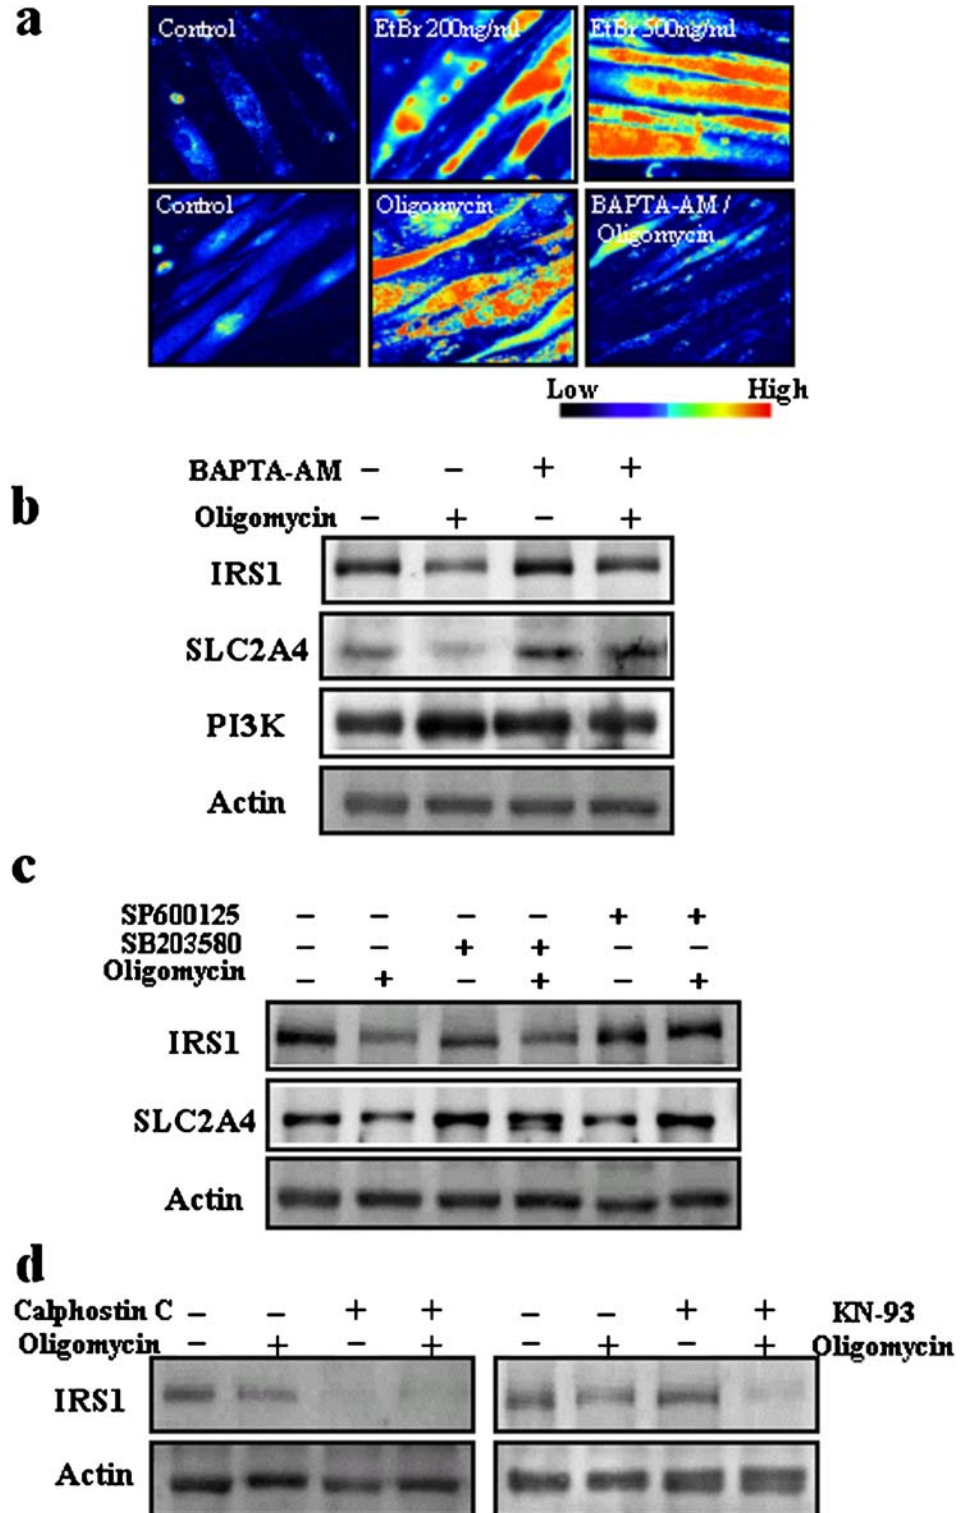 a
Control
EtBr 200ng/ml
EtBr 500ng/ml
Control
Oligomycin
BAPTA-AM /
Oligomycin
Low High
b
BAPTA-AM − − + +
Oligomycin − + − +
IRS1
SLC2A4
PI3K
Actin
c
SP600125 − − − − + +
SB203580 − − + + − −
Oligomycin − + − + − +
IRS1
SLC2A4
Actin
d
Calphostin C − − + + − − + + KN-93
Oligomycin − + − + − + − + Oligomycin
IRS1
Actin